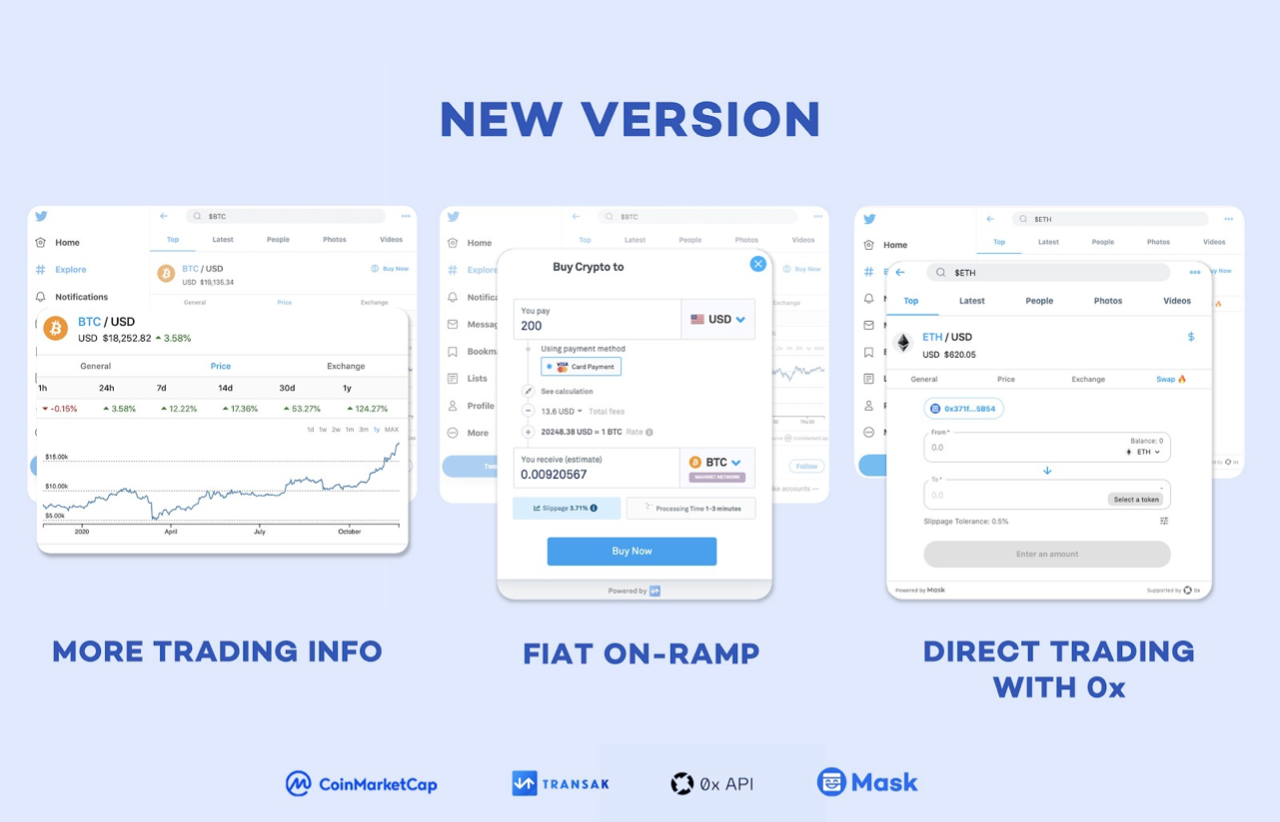 NEW VERSION
$BTC
Home
Top Latest People Photos Videos
Explore
BTC / USD
USD $19,135.34
Buy Now
Notifications
General Price Exchange
BTC / USD
USD $18,252.82 3.58%
General Price Exchange
1h 24h 7d 14d 30d 1y
-0.15% 3.58% 12.22% 17.36% 53.27% 124.27%
1d 1w 2w 1m 3m 1y MAX
$15.00k
$10.00k
$5.00k
2020 April July October
MORE TRADING INFO
$BTC
Home
Top Latest People Photos Videos
Explore
Buy Now
Notifica
Exchange
Messag
Bookm
Lists
Profile
More
CoinMarketCap
Follow
ke accounts —
Buy Crypto to
You pay
200
USD
Using payment method
VISA Card Payment
See calculation
13.6 USD Total fees
20248.38 USD = 1 BTC Rate
You receive (estimate)
0.00920567
BTC
MAINNET NETWORK
Slippage 3.71%
Processing Time 1-3 minutes
Buy Now
Powered by
FIAT ON-RAMP
$ETH
Home
Top Latest People Photos Videos
$ETH
Top Latest People Photos Videos
ETH / USD
USD $620.05
$
General Price Exchange Swap
0x371f...5B54
From*
0.0
Balance: 0
ETH
To*
0.0
Select a token
Slippage Tolerance: 0.5%
Enter an amount
Powered by Mask
Supported by 0x
DIRECT TRADING
WITH 0x
CoinMarketCap
TRANSAK
0x API
Mask